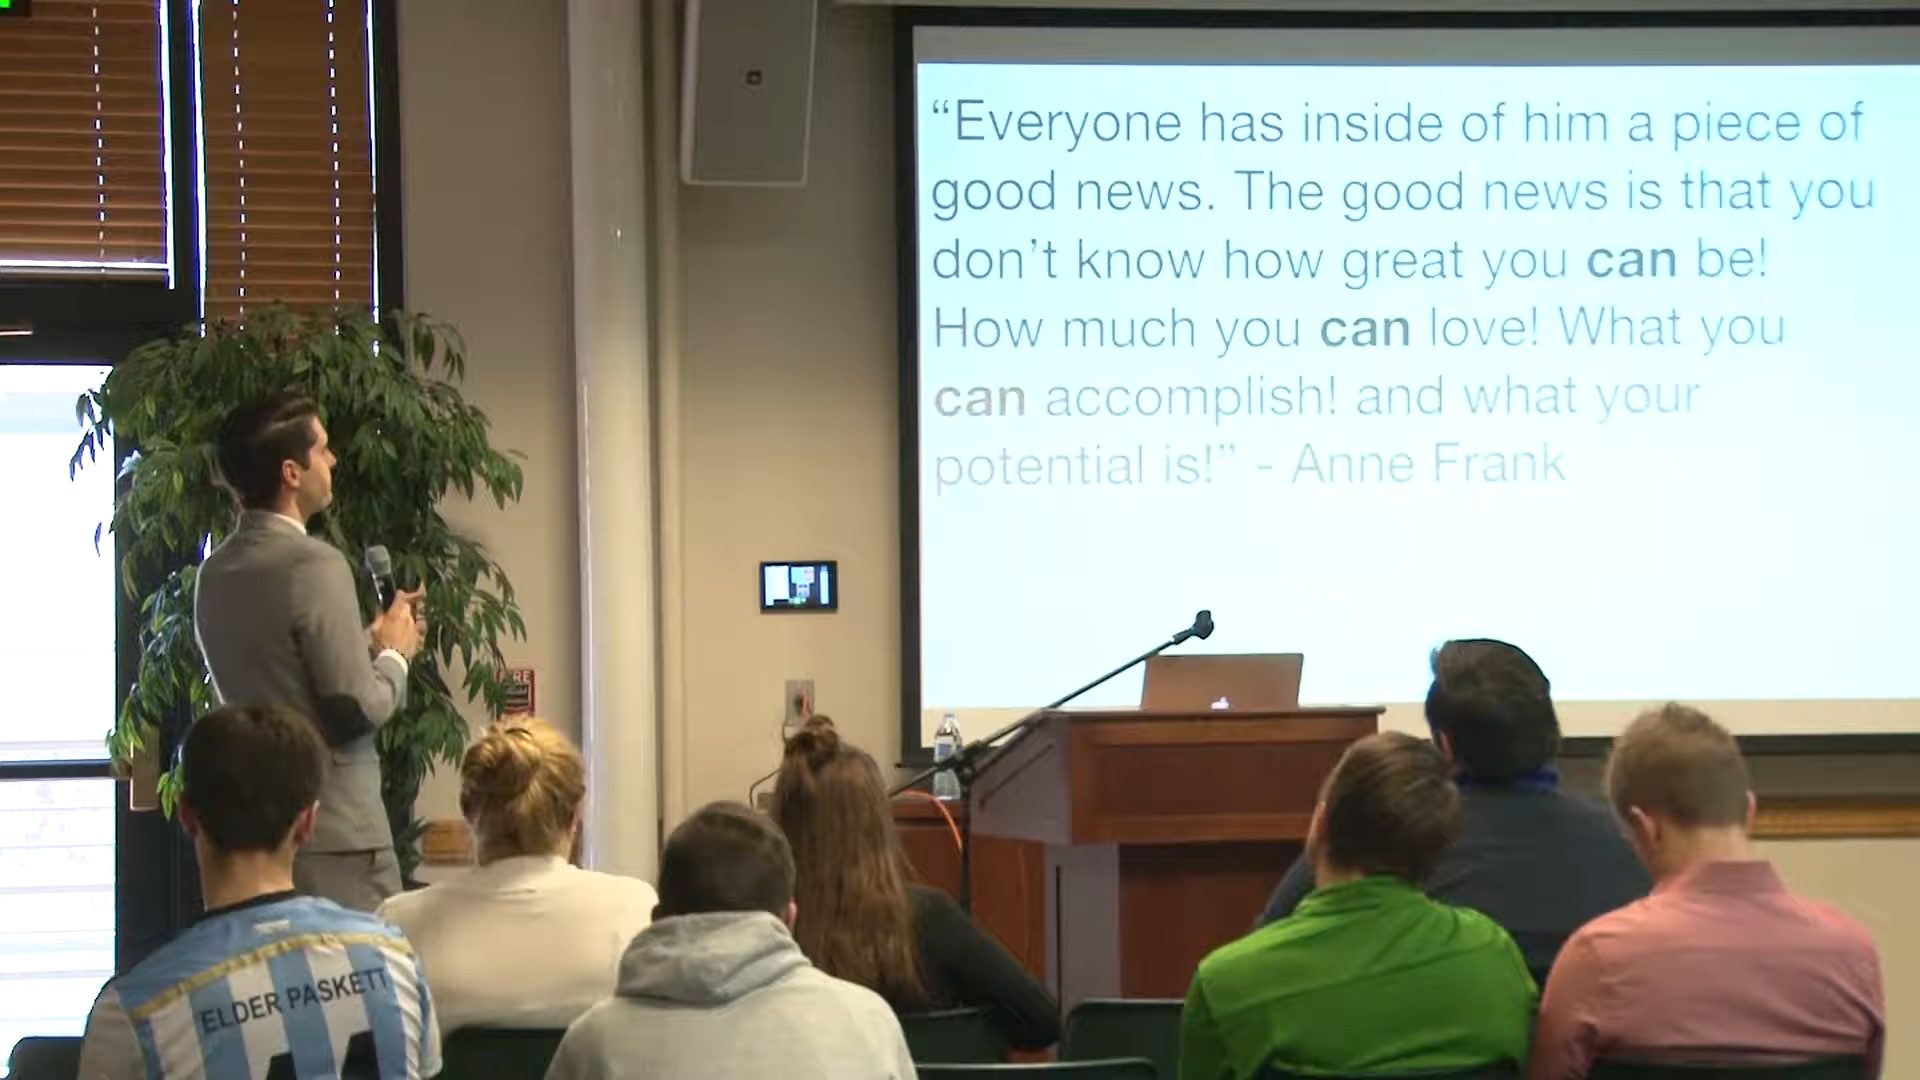 “Everyone has inside of him a piece of
good news. The good news is that you
don’t know how great you can be!
How much you can love! What you
can accomplish! and what your
potential is!” - Anne Frank
ELDER PASKETT